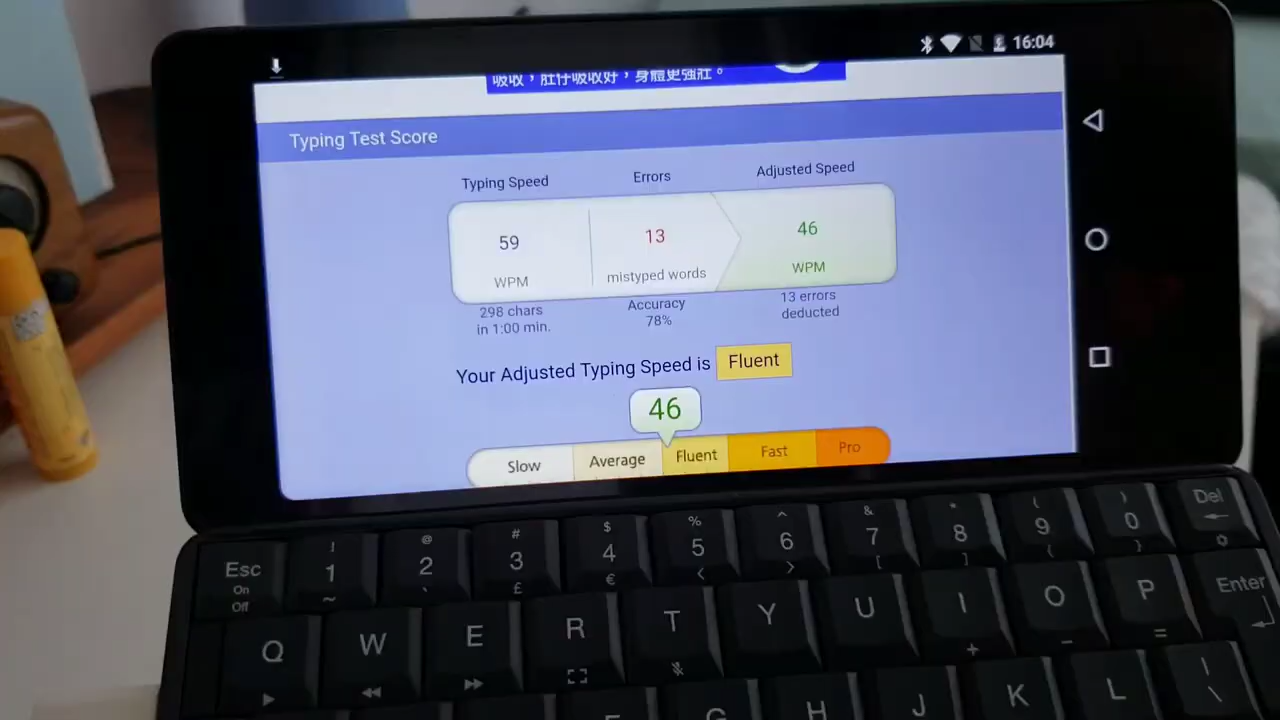 16:04
吸收，肚仔吸收好，身體更強壯。
Typing Test Score
Typing Speed Errors Adjusted Speed
59 13 46
WPM mistyped words WPM
298 chars Accuracy 13 errors
in 1:00 min. 78% deducted
Your Adjusted Typing Speed is Fluent
46
Slow Average Fluent Fast Pro
! @ # $ % ^ & * ( ) Del
Esc 1 2 3 4 5 6 7 8 9 0
On Off ~ ` £ € < > [ ] { }
Q W E R T Y U I O P Enter
+ - =
G H J K L | \